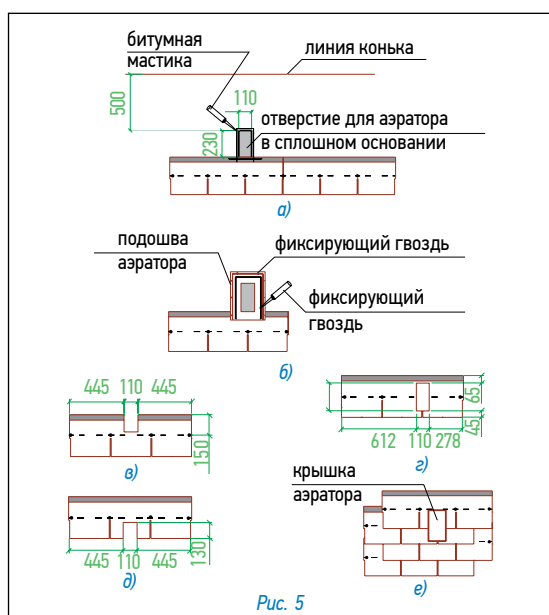 битумная
мастика
линия конька
500
110
230
отверстие для аэратора
в сплошном основании
а)
подошва
аэратора
фиксирующий гвоздь
фиксирующий
гвоздь
б)
445 110 445
150
в)
65
45
612 110 278
г)
130
445 110 445
д)
крышка
аэратора
е)
Рис. 5